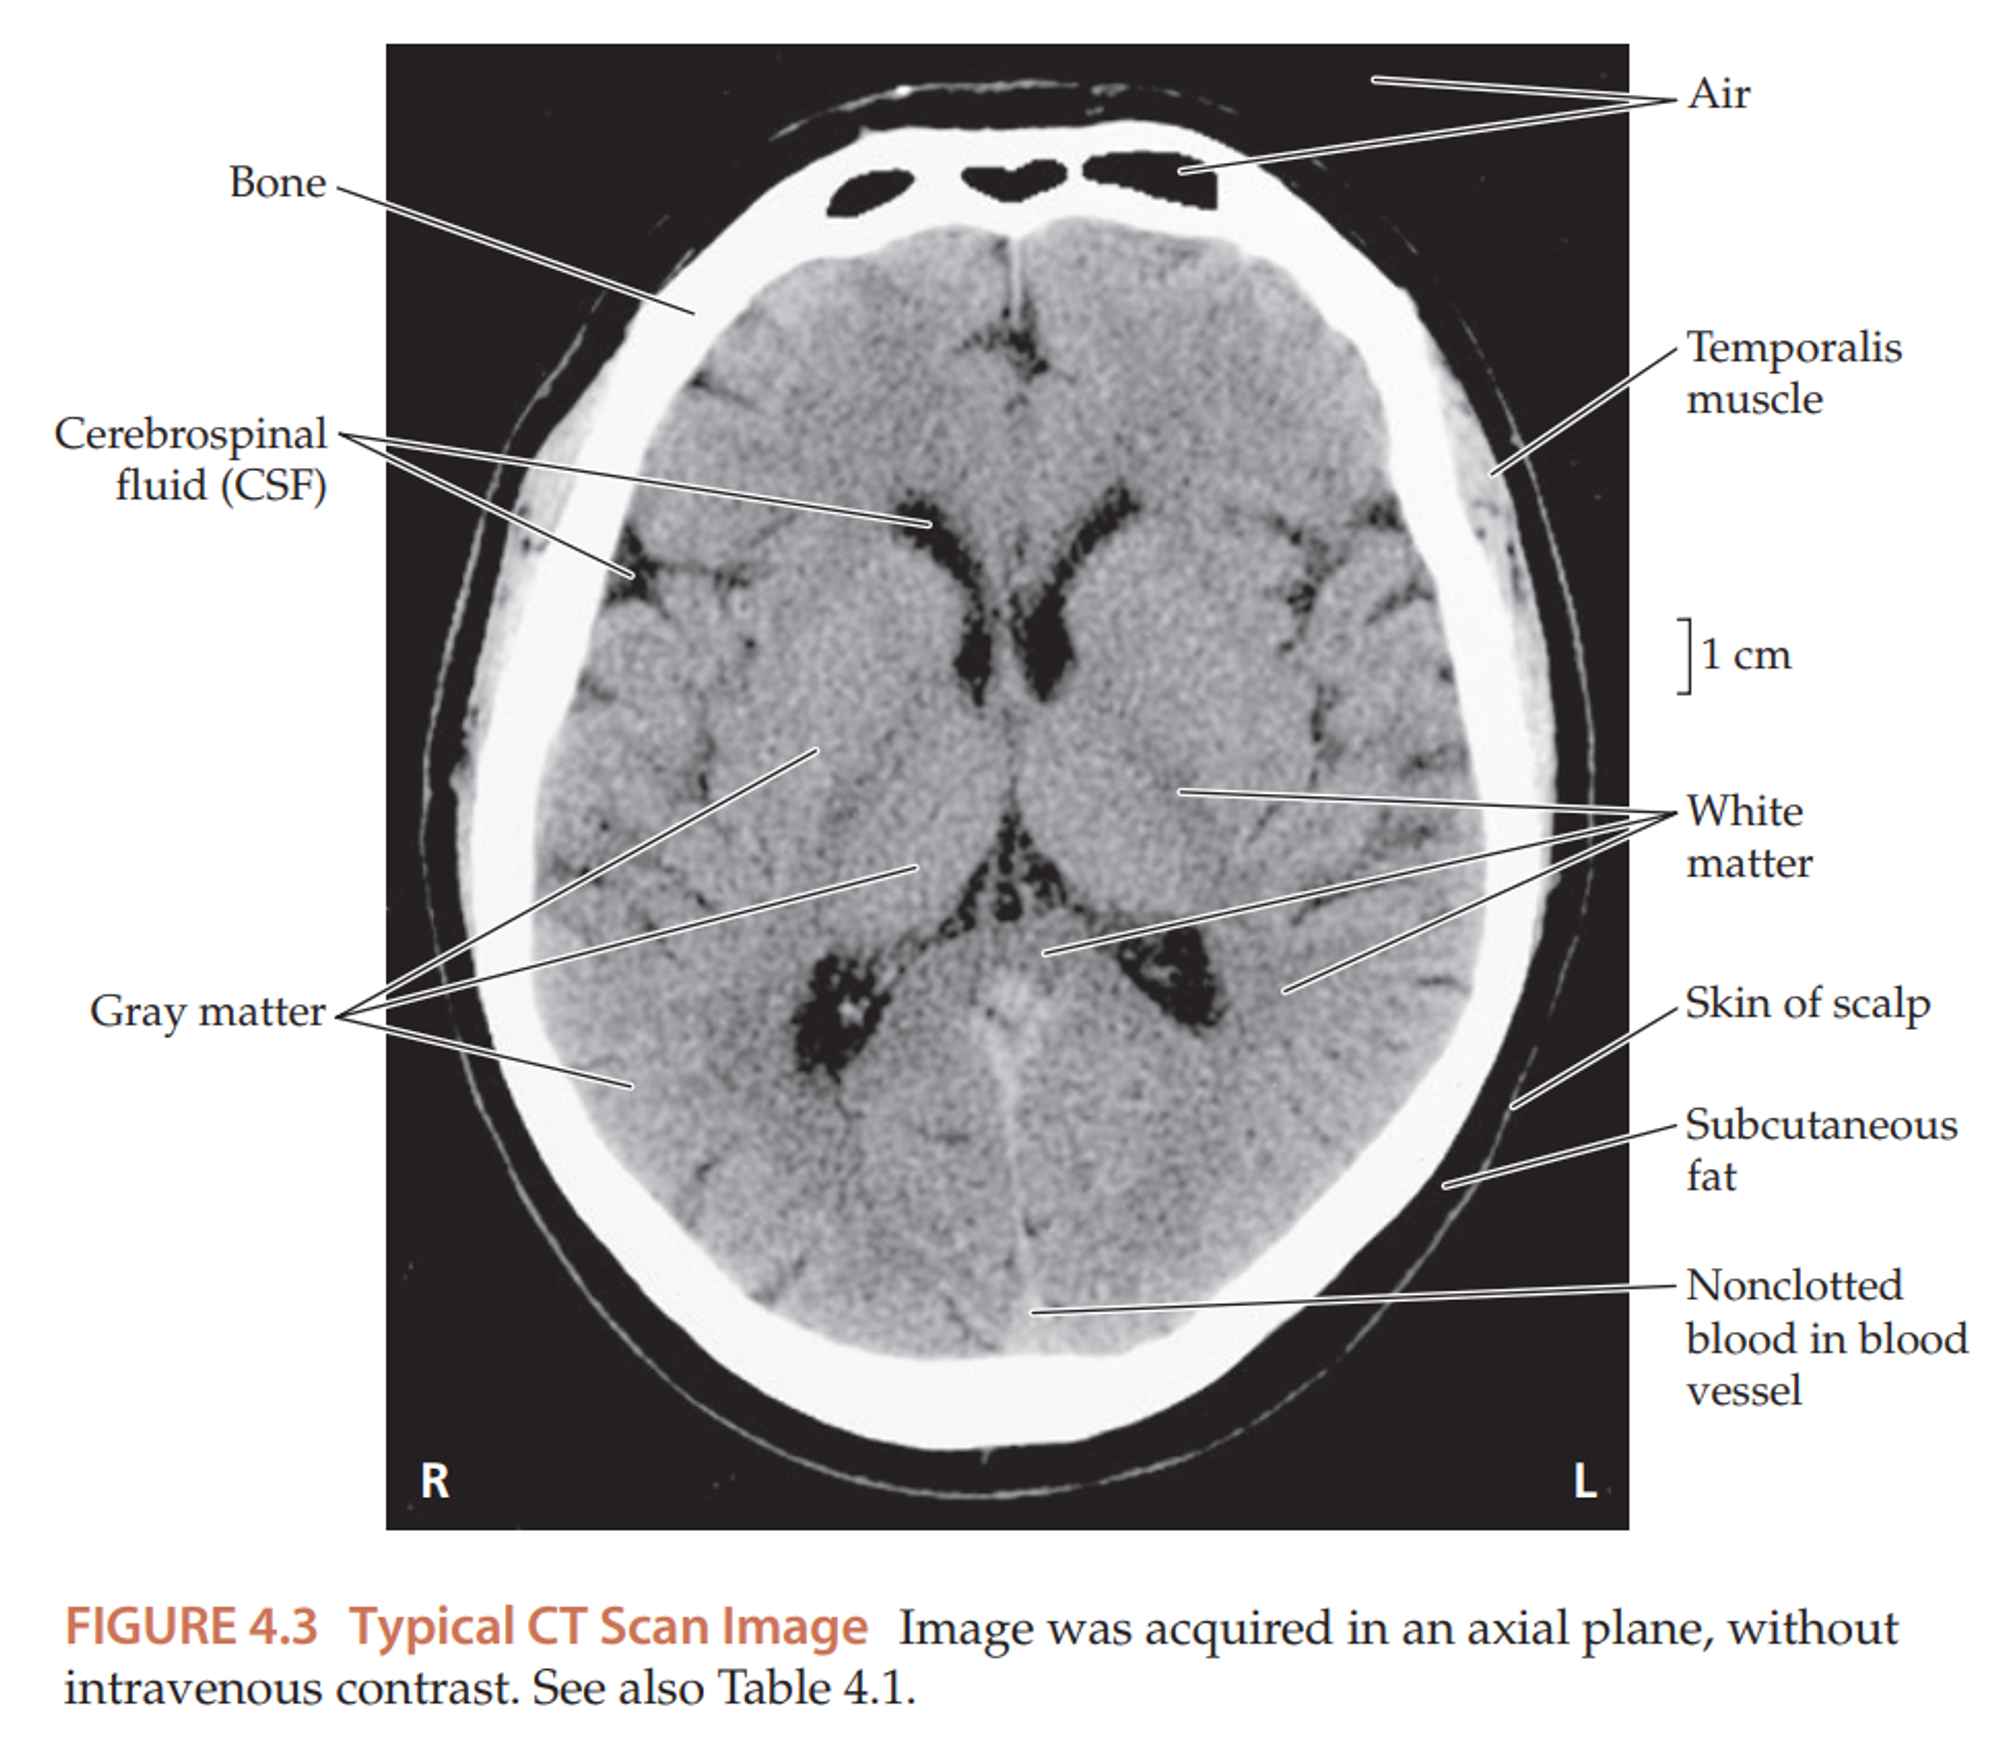 Air
Bone
Temporalis
muscle
Cerebrospinal
fluid (CSF)
1 cm
White
matter
Gray matter
Skin of scalp
Subcutaneous
fat
Nonclotted
blood in blood
vessel
R
L
FIGURE 4.3 Typical CT Scan Image Image was acquired in an axial plane, without
intravenous contrast. See also Table 4.1.